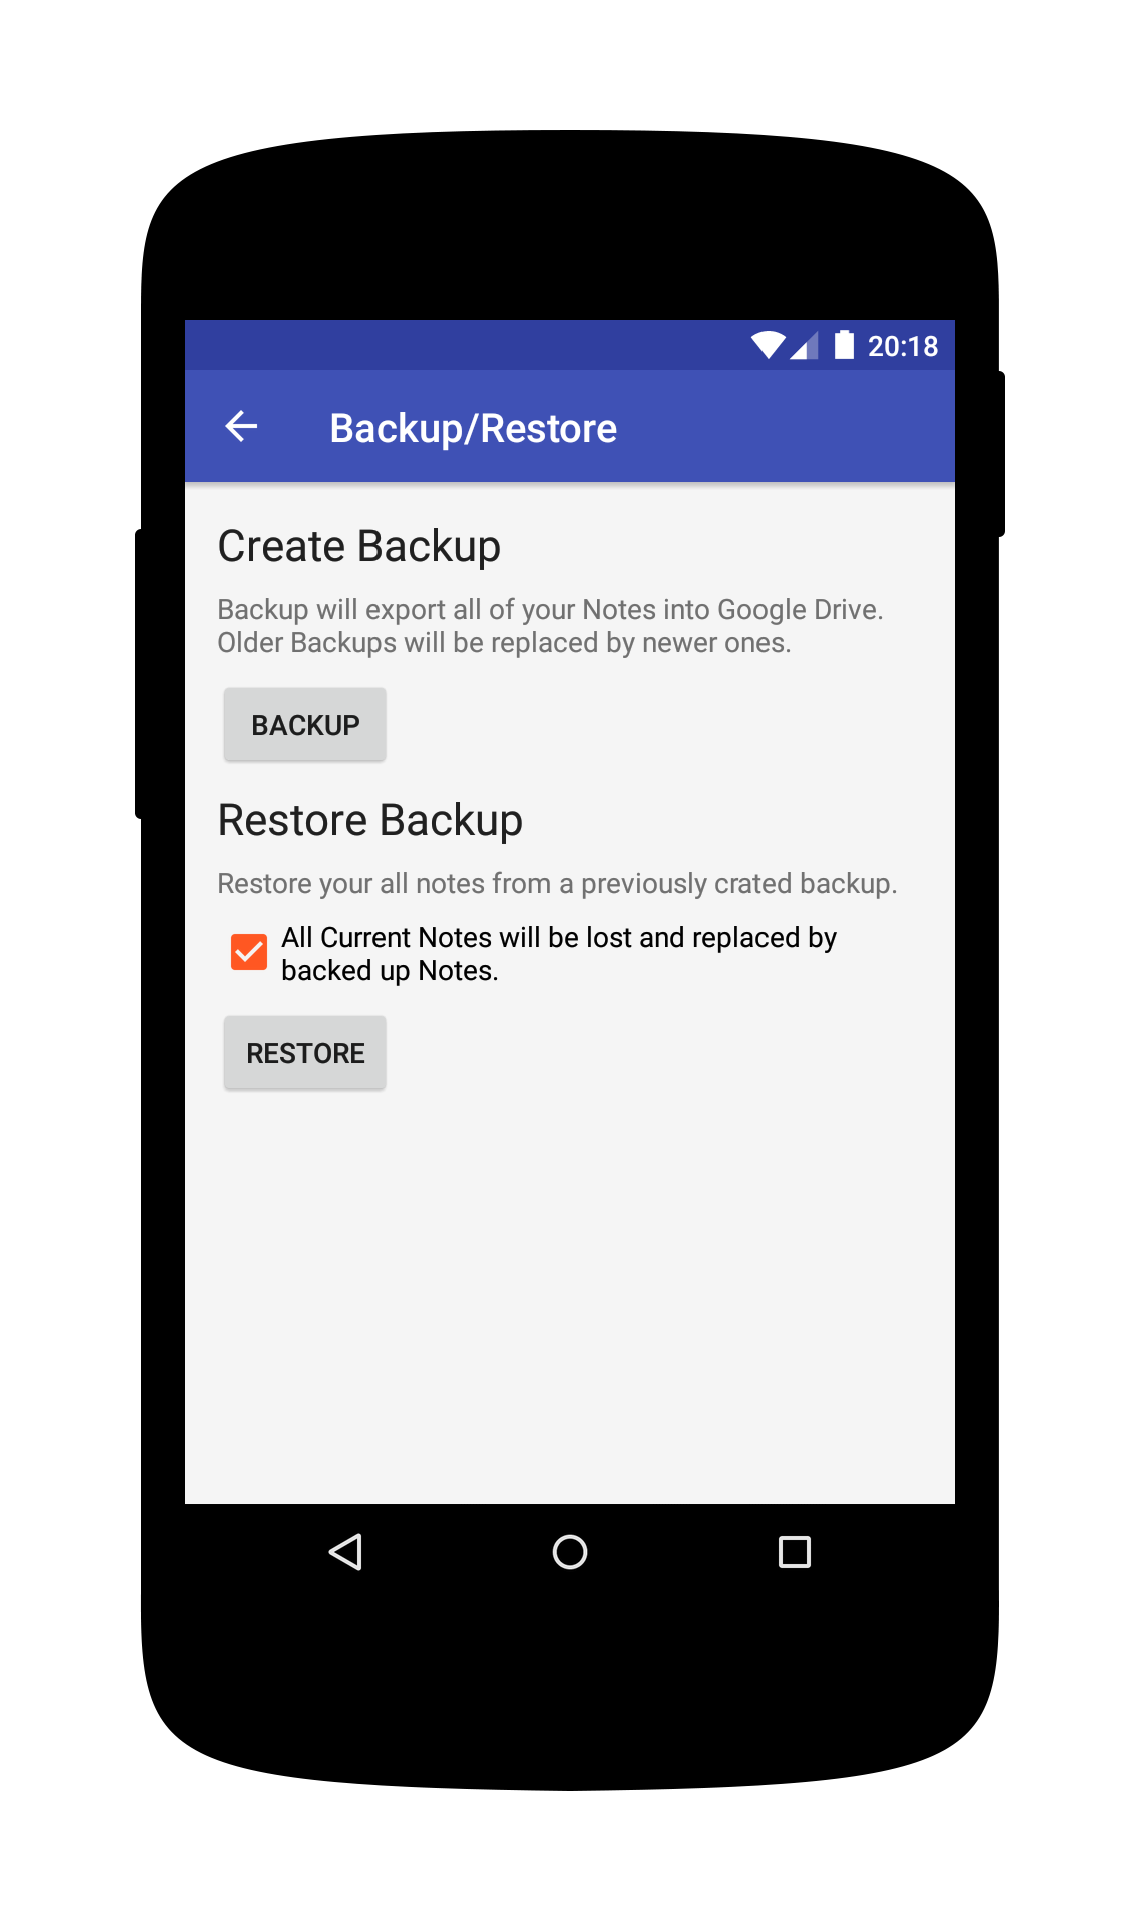 20:18
Backup/Restore
Create Backup
Backup will export all of your Notes into Google Drive.
Older Backups will be replaced by newer ones.
BACKUP
Restore Backup
Restore your all notes from a previously crated backup.
All Current Notes will be lost and replaced by
backed up Notes.
RESTORE